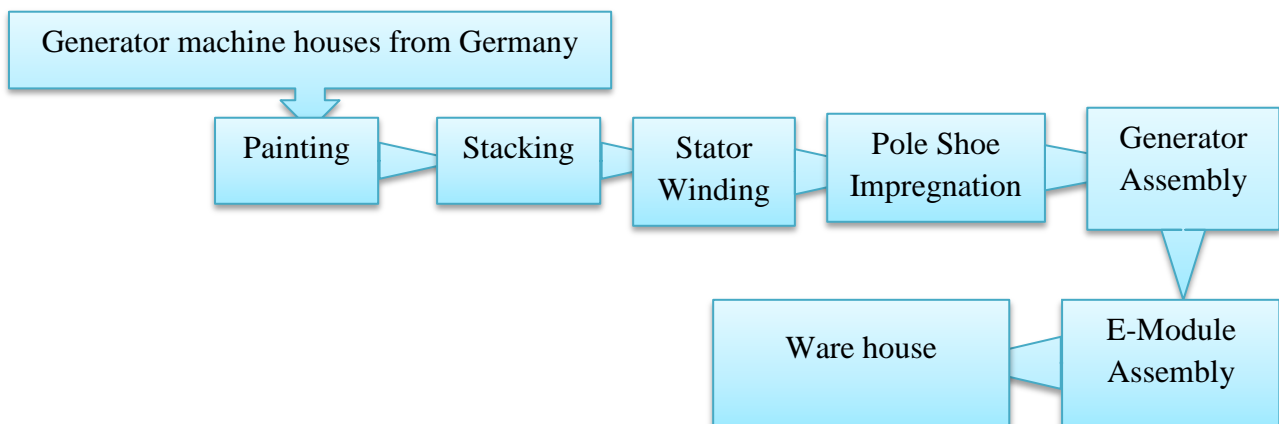 Generator machine houses from Germany
Painting
Stacking
Stator
Winding
Pole Shoe
Impregnation
Generator
Assembly
E-Module
Assembly
Ware house